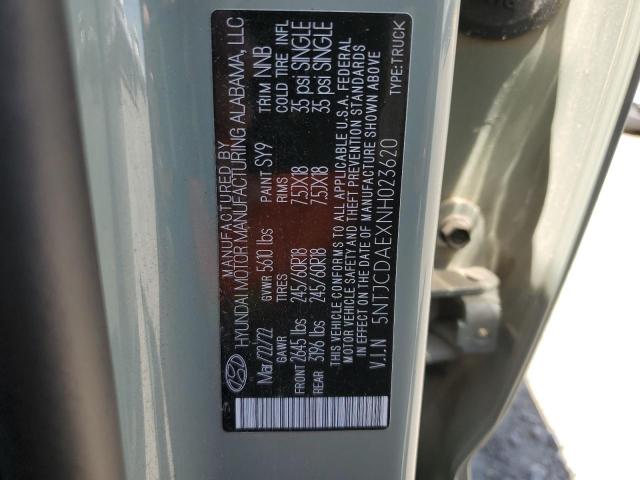 MANUFACTURED BY
HYUNDAI MOTOR MANUFACTURING ALABAMA, LLC
Mar/22/22 GVWR 5610 lbs PAINT SY9 TRIM NNB
GAWR TIRES RIMS COLD TIRE INFL
FRONT 2645 lbs 245/60R18 7.5JX18 35 psi SINGLE
REAR 3196 lbs 245/60R18 7.5JX18 35 psi SINGLE
THIS VEHICLE CONFORMS TO ALL APPLICABLE U.S.A. FEDERAL
MOTOR VEHICLE SAFETY AND THEFT PREVENTION STANDARDS
IN EFFECT ON THE DATE OF MANUFACTURE SHOWN ABOVE
V.I.N 5NTJCDAEXNH023620 TYPE:TRUCK